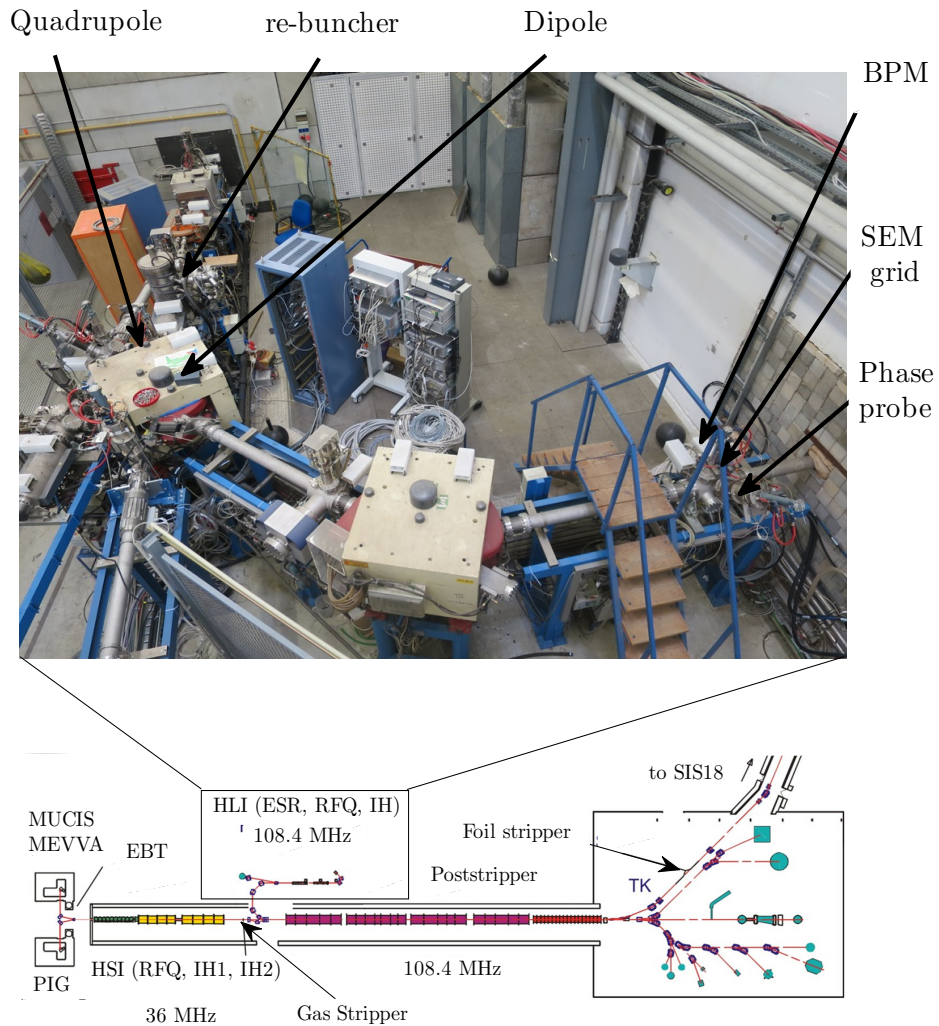 Quadrupole
re-buncher
Dipole
BPM
SEM
grid
Phase
probe
to SIS18
HLI (ESR, RFQ, IH)
108.4 MHz
MUCIS
MEVVA
EBT
Foil stripper
Poststripper
TK
HSI (RFQ, IH1, IH2)
108.4 MHz
PIG
36 MHz
Gas Stripper